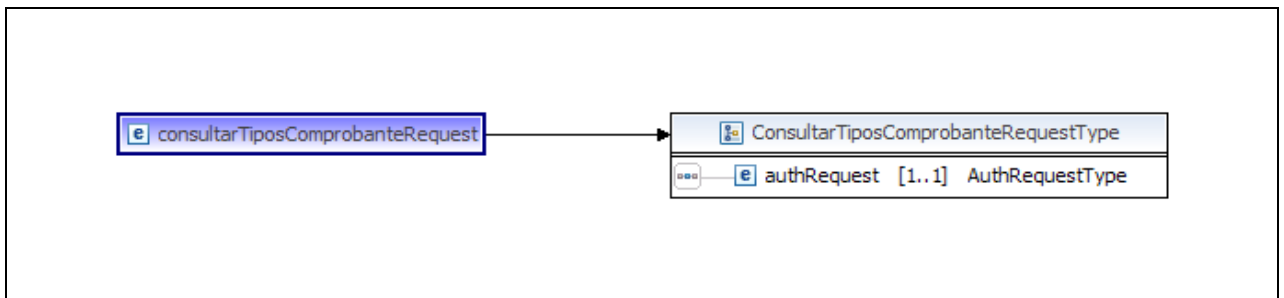 consultarTiposComprobanteRequest
ConsultarTiposComprobanteRequestType
authRequest [1..1] AuthRequestType